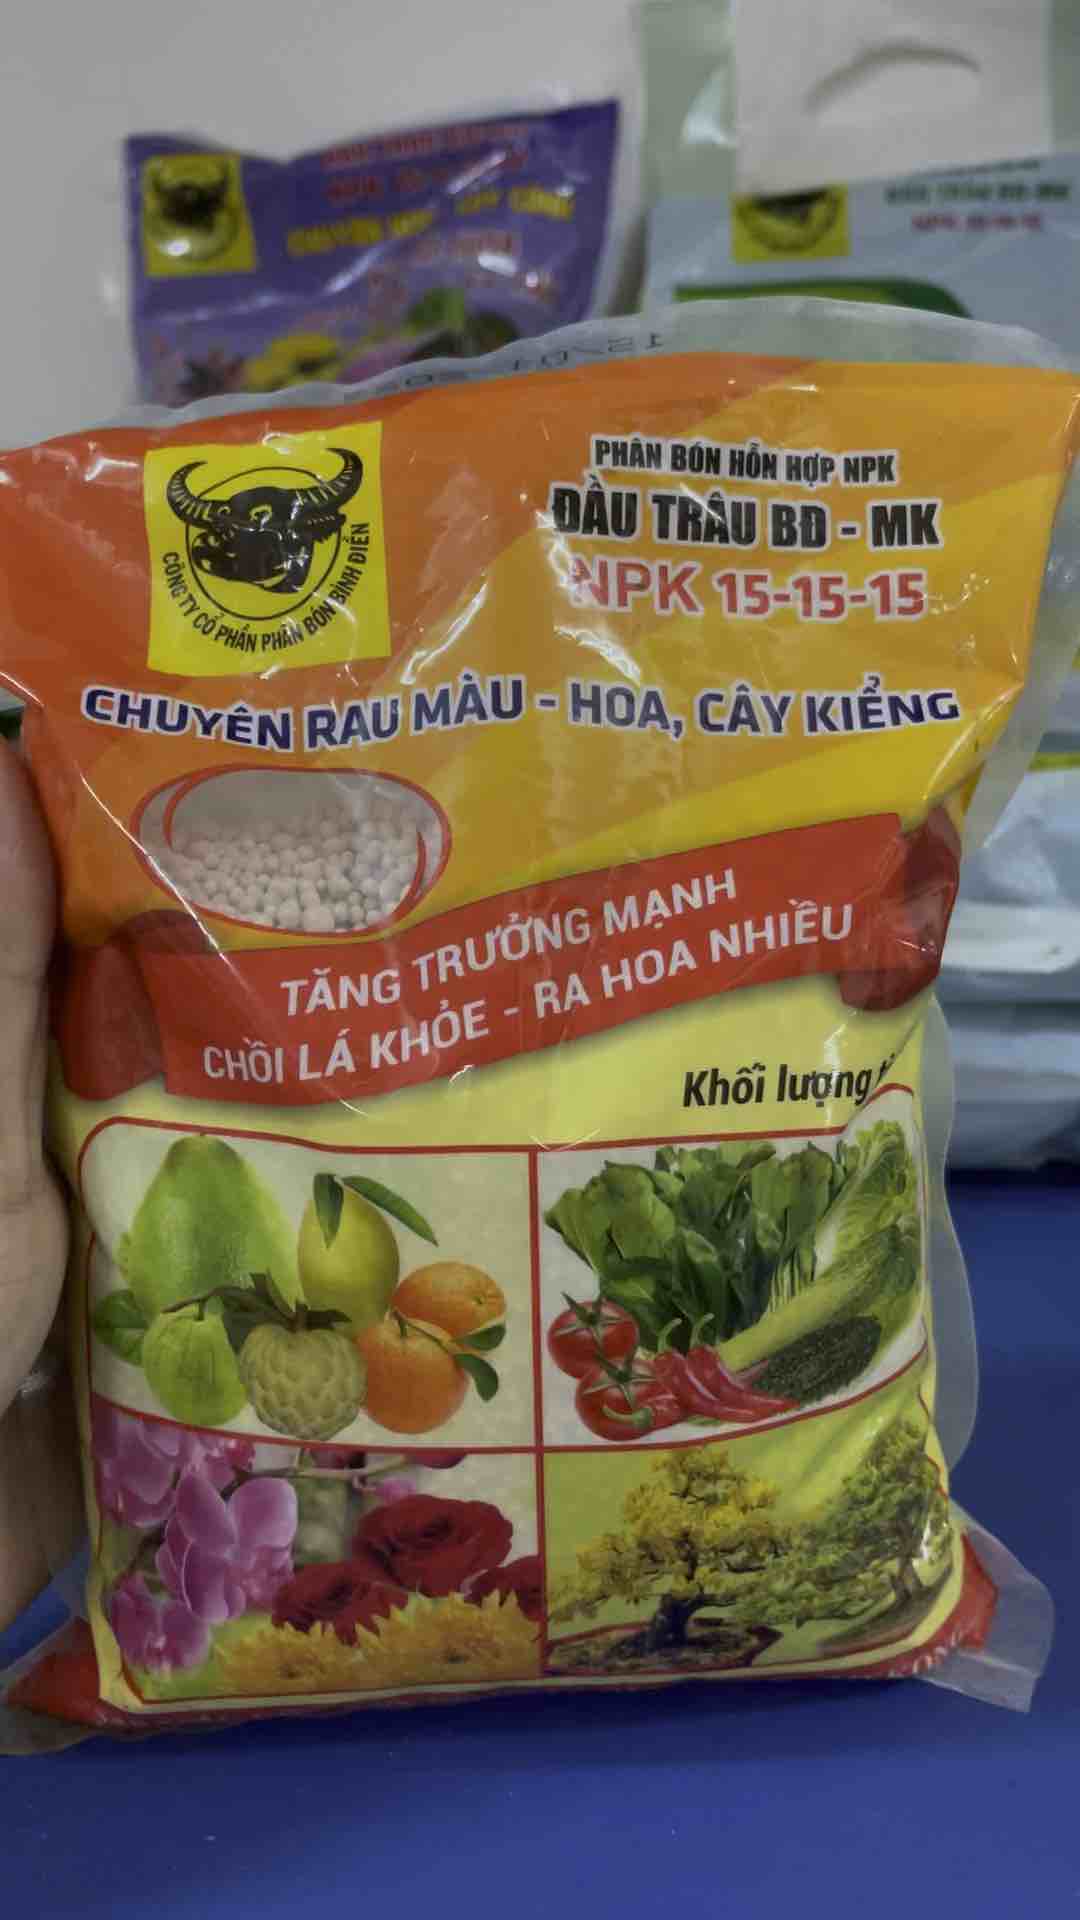 CÔNG TY CỔ PHẦN PHÂN BÓN BÌNH ĐIỀN
PHÂN BÓN HỖN HỢP NPK
ĐẦU TRÂU BĐ - MK
NPK 15-15-15
CHUYÊN RAU MÀU - HOA, CÂY KIỂNG
TĂNG TRƯỞNG MẠNH
CHỒI LÁ KHỎE - RA HOA NHIỀU
Khối lượng